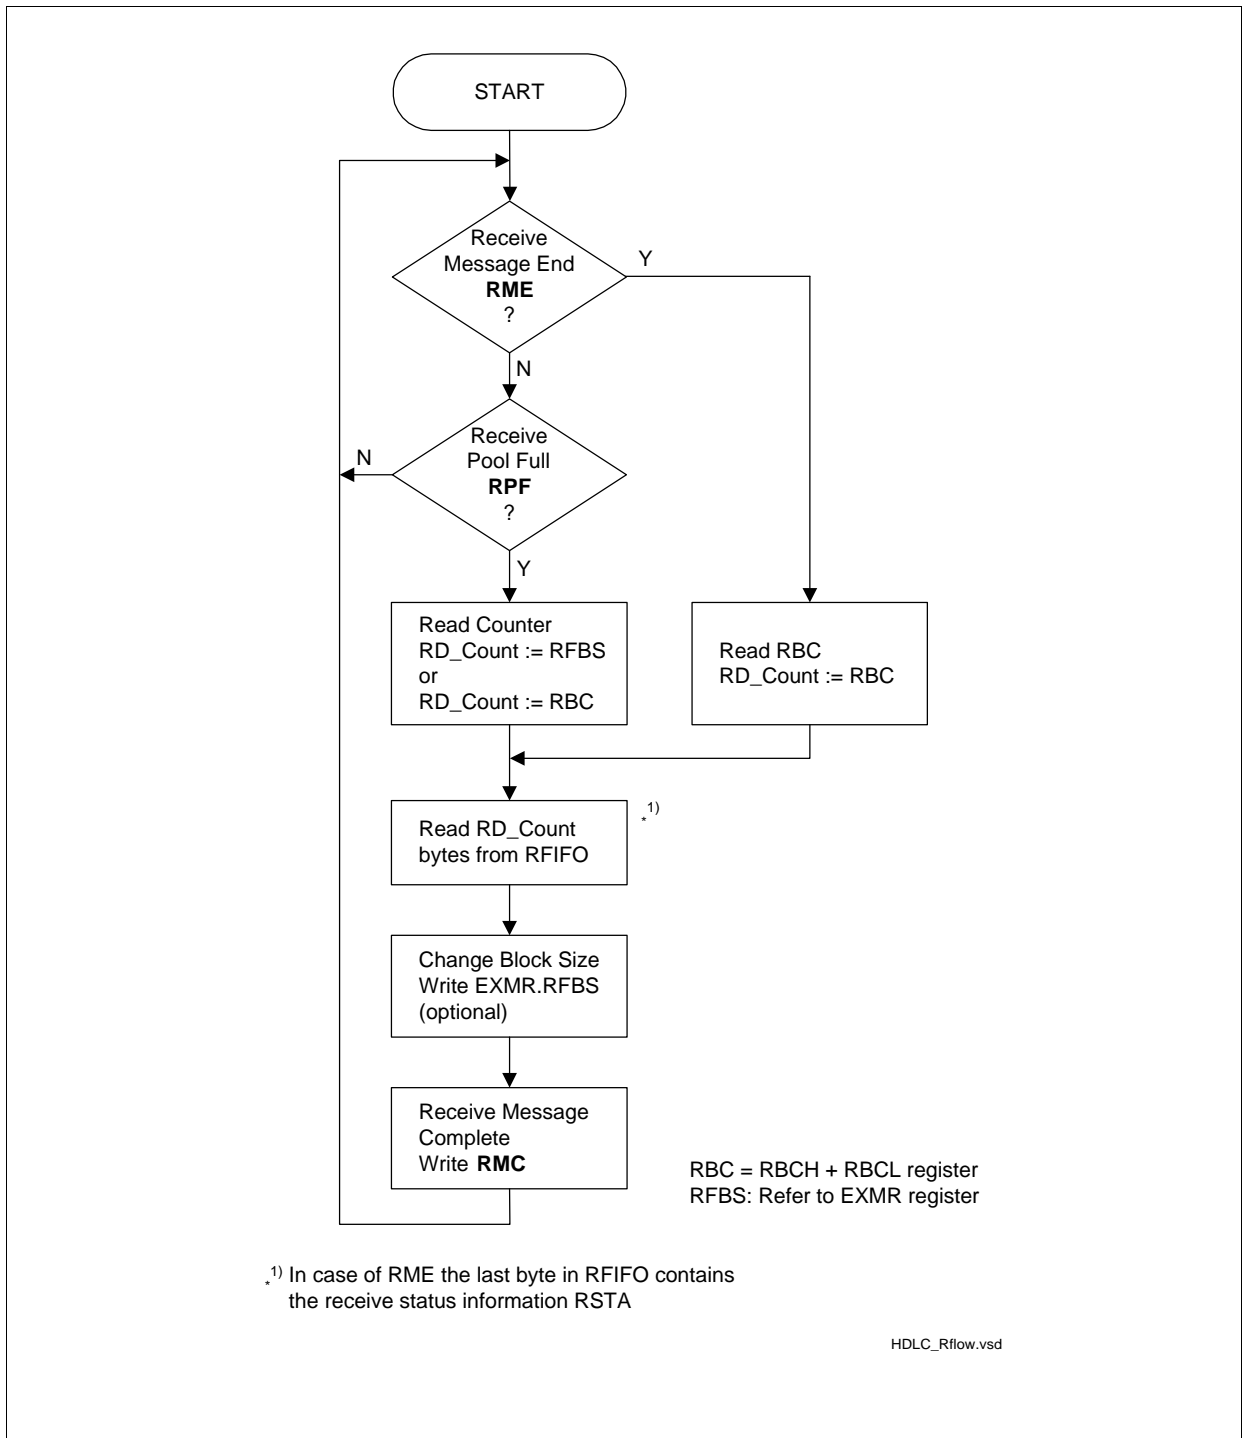 START
Receive
Message End
RME
?
Y
N
Receive
Pool Full
RPF
?
N
Y
Read Counter
RD_Count := RFBS
or
RD_Count := RBC
Read RBC
RD_Count := RBC
Read RD_Count
bytes from RFIFO
*1)
Change Block Size
Write EXMR.RFBS
(optional)
Receive Message
Complete
Write RMC
RBC = RBCH + RBCL register
RFBS: Refer to EXMR register
*1) In case of RME the last byte in RFIFO contains
the receive status information RSTA
HDLC_Rflow.vsd